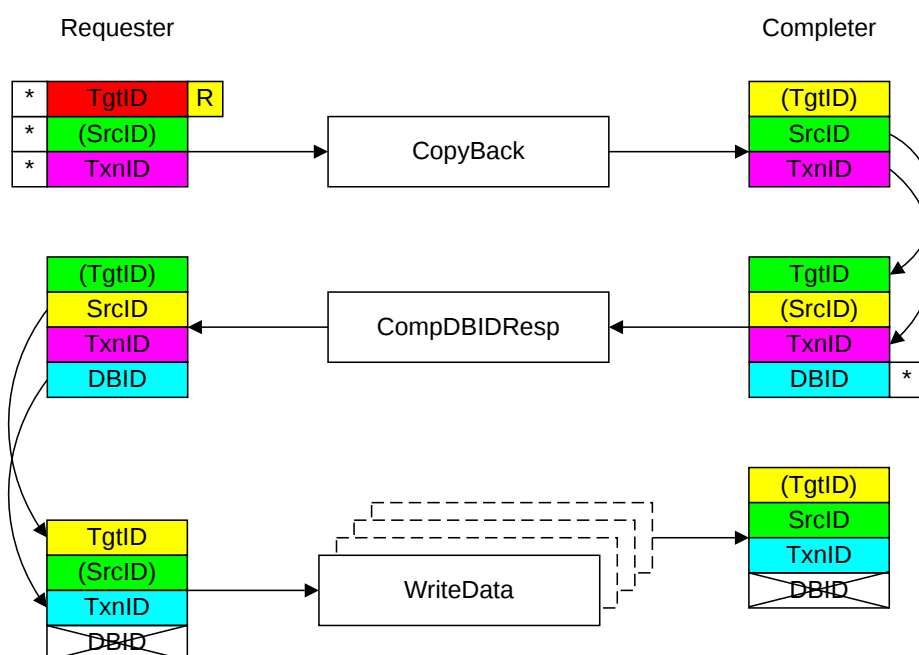 Requester
Completer
* TgtID R
* (SrcID)
* TxnID
CopyBack
(TgtID)
SrcID
TxnID
(TgtID)
SrcID
TxnID
DBID
CompDBIDResp
TgtID
(SrcID)
TxnID
DBID *
TgtID
(SrcID)
TxnID
DBID
WriteData
(TgtID)
SrcID
TxnID
DBID